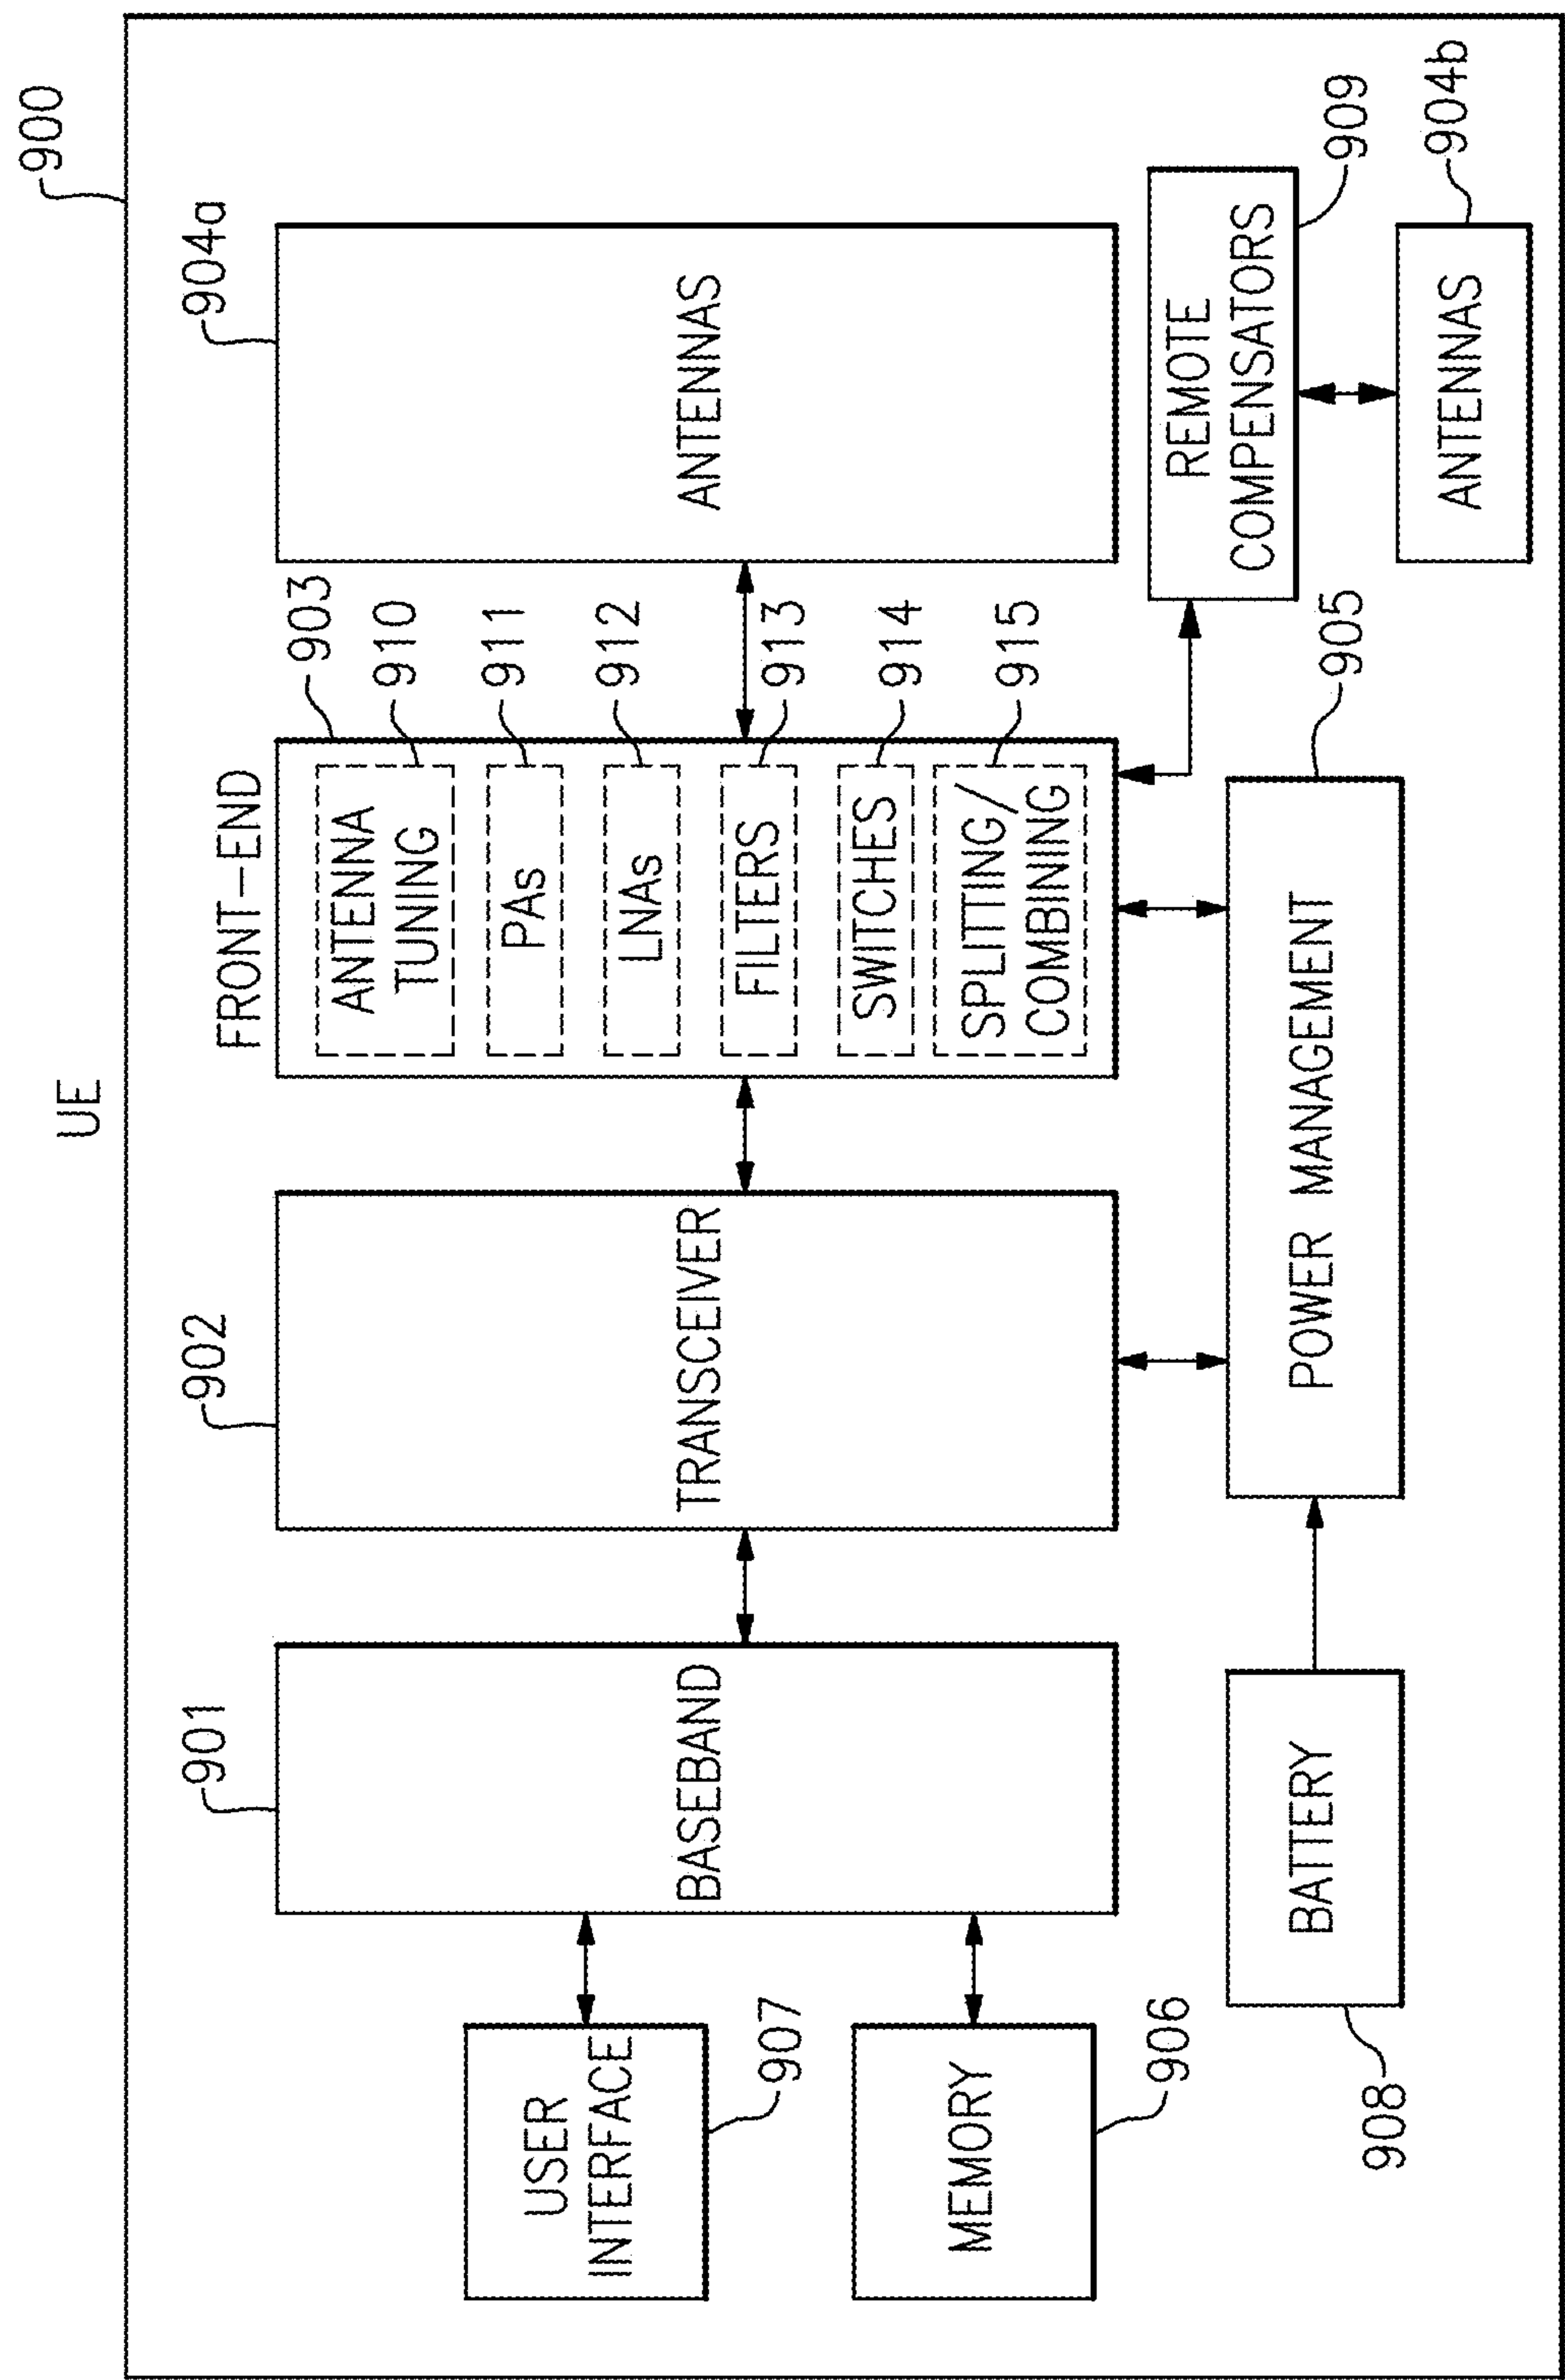 UE
900
901
902
FRONT-END
903
904a
USER
INTERFACE
907
MEMORY
906
BASEBAND
TRANSCEIVER
ANTENNA
TUNING
910
PAs
911
LNAs
912
FILTERS
913
SWITCHES
914
SPLITTING/
COMBINING
915
ANTENNAS
REMOTE
COMPENSATORS
909
BATTERY
908
POWER MANAGEMENT
905
ANTENNAS
904b